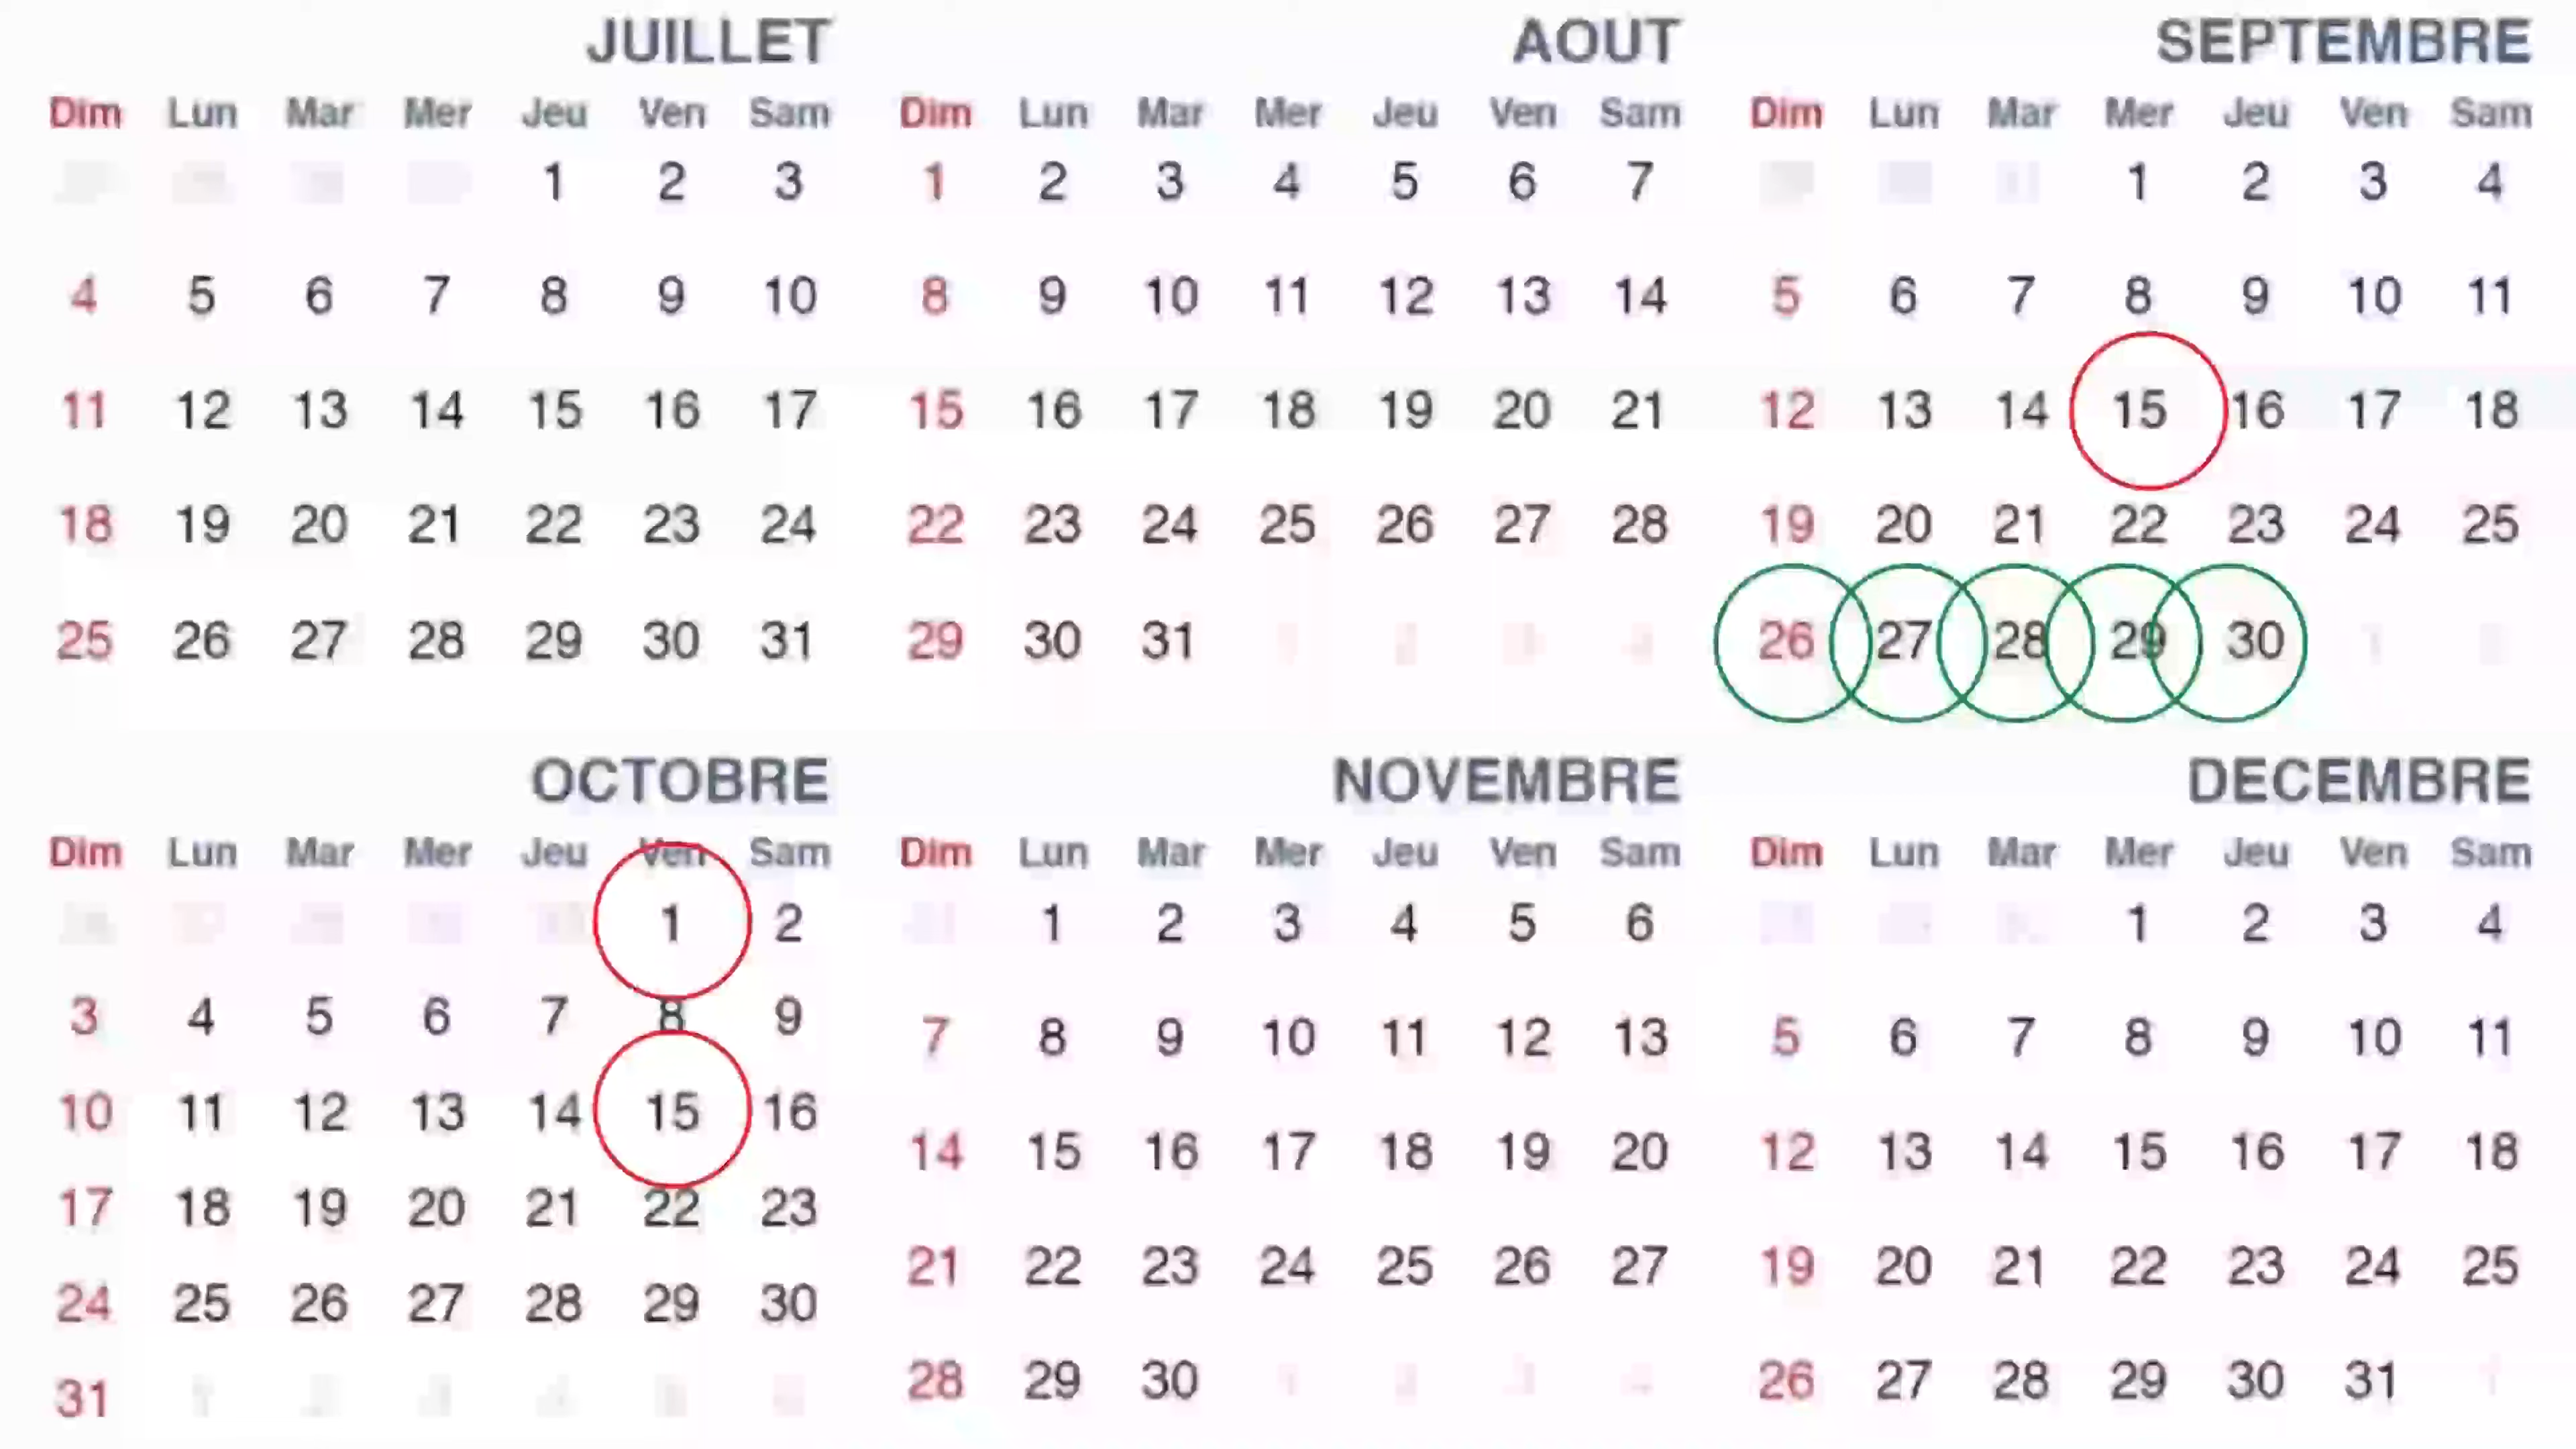 JUILLET
Dim Lun Mar Mer Jeu Ven Sam
1 2 3
4 5 6 7 8 9 10
11 12 13 14 15 16 17
18 19 20 21 22 23 24
25 26 27 28 29 30 31
AOUT
Dim Lun Mar Mer Jeu Ven Sam
1 2 3 4 5 6 7
8 9 10 11 12 13 14
15 16 17 18 19 20 21
22 23 24 25 26 27 28
29 30 31
SEPTEMBRE
Dim Lun Mar Mer Jeu Ven Sam
1 2 3 4
5 6 7 8 9 10 11
12 13 14 15 16 17 18
19 20 21 22 23 24 25
26 27 28 29 30
OCTOBRE
Dim Lun Mar Mer Jeu Ven Sam
1 2
3 4 5 6 7 8 9
10 11 12 13 14 15 16
17 18 19 20 21 22 23
24 25 26 27 28 29 30
31
NOVEMBRE
Dim Lun Mar Mer Jeu Ven Sam
1 2 3 4 5 6
7 8 9 10 11 12 13
14 15 16 17 18 19 20
21 22 23 24 25 26 27
28 29 30
DECEMBRE
Dim Lun Mar Mer Jeu Ven Sam
1 2 3 4
5 6 7 8 9 10 11
12 13 14 15 16 17 18
19 20 21 22 23 24 25
26 27 28 29 30 31